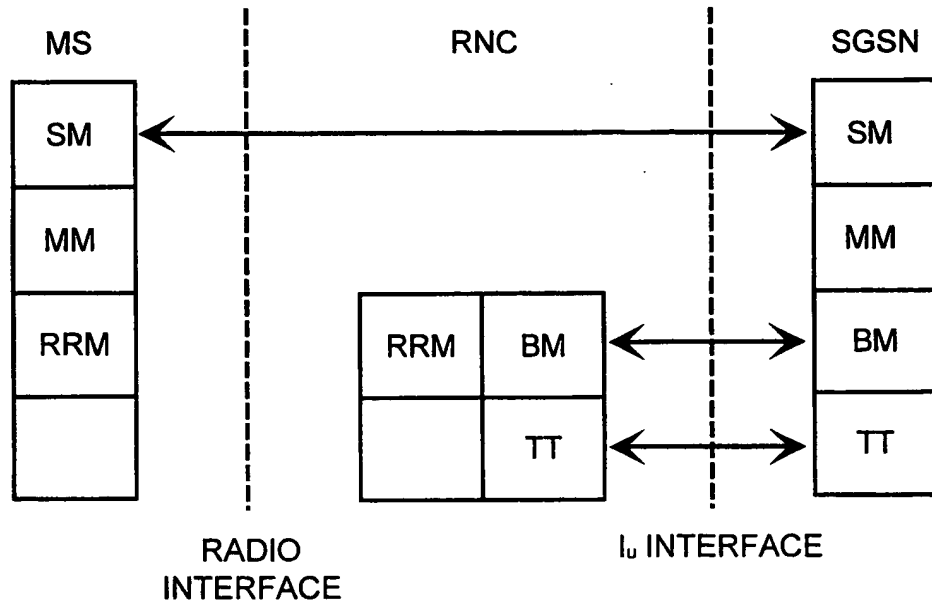 MS
RNC
SGSN
SM
SM
MM
MM
RRM
RRM
BM
BM
TT
TT
RADIO
INTERFACE
Iu INTERFACE